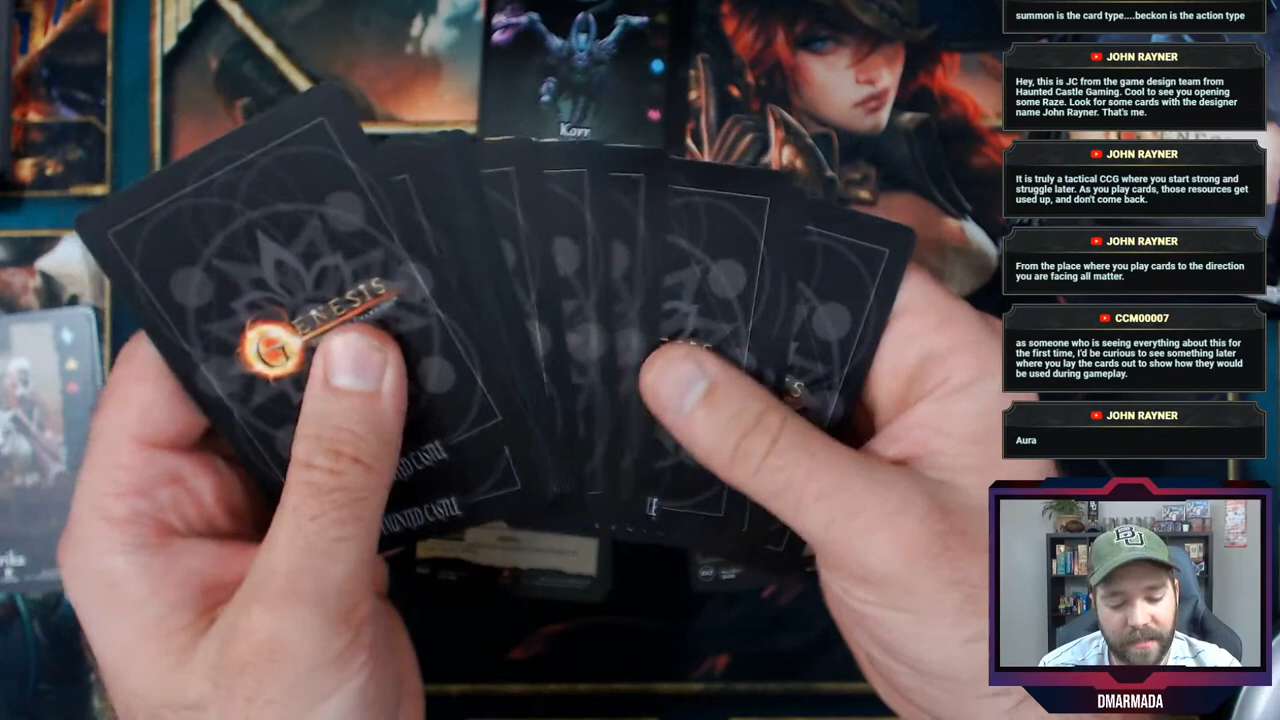 Korr
GENESIS
HAUNTED CASTLE
summon is the card type....beckon is the action type
JOHN RAYNER
Hey, this is JC from the game design team from
Haunted Castle Gaming. Cool to see you opening
some Raze. Look for some cards with the designer
name John Rayner. That's me.
JOHN RAYNER
It is truly a tactical CCG where you start strong and
struggle later. As you play cards, those resources get
used up, and don't come back.
JOHN RAYNER
From the place where you play cards to the direction
you are facing all matter.
CCM00007
as someone who is seeing everything about this for
the first time, I'd be curious to see something later
where you lay the cards out to show how they would
be used during gameplay.
JOHN RAYNER
Aura
DMARMADA